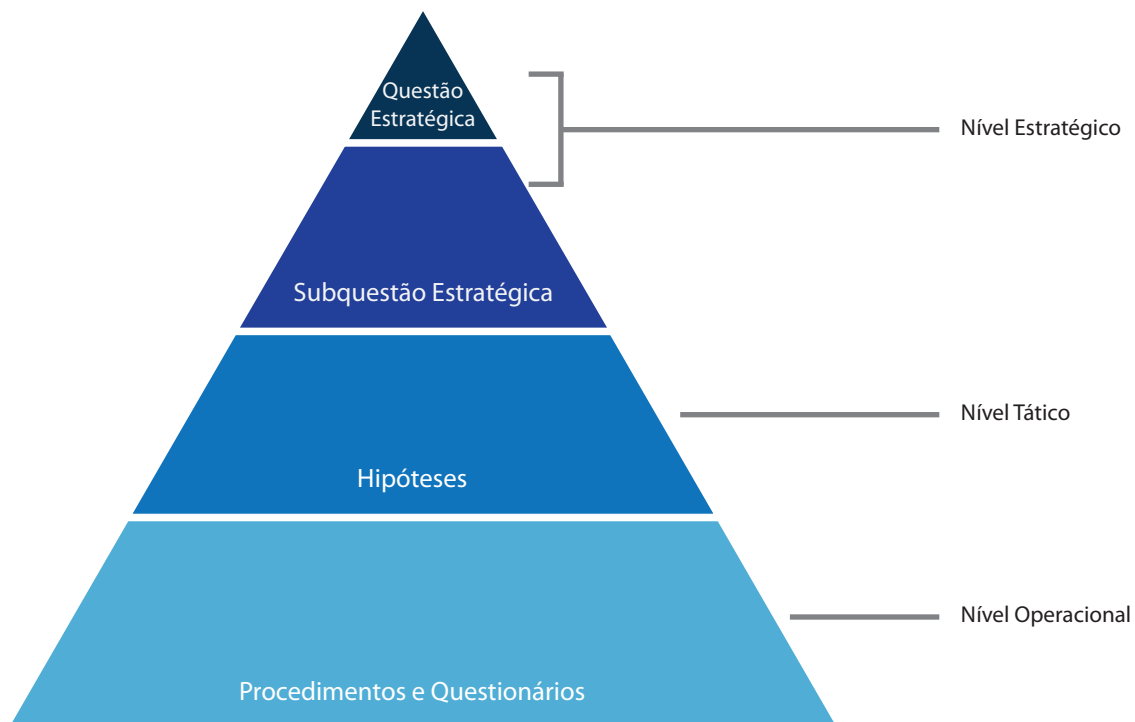 Questão
Estratégica
Nível Estratégico
Subquestão Estratégica
Nível Tático
Hipóteses
Nível Operacional
Procedimentos e Questionários